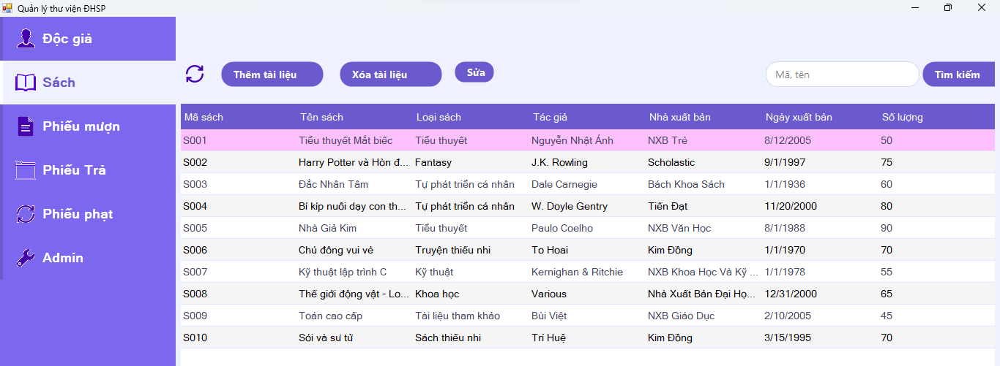 Quản lý thư viện ĐHSP
Độc giả
Sách
Phiếu mượn
Phiếu Trả
Phiếu phạt
Admin
Thêm tài liệu Xóa tài liệu Sửa Mã, tên Tìm kiếm
Mã sách Tên sách Loại sách Tác giả Nhà xuất bản Ngày xuất bản Số lượng
S001 Tiểu thuyết Mắt biếc Tiểu thuyết Nguyễn Nhật Ánh NXB Trẻ 8/12/2005 50
S002 Harry Potter và Hòn đ... Fantasy J.K. Rowling Scholastic 9/1/1997 75
S003 Đắc Nhân Tâm Tự phát triển cá nhân Dale Carnegie Bách Khoa Sách 1/1/1936 60
S004 Bí kíp nuôi dạy con th... Tự phát triển cá nhân W. Doyle Gentry Tiến Đạt 11/20/2000 80
S005 Nhà Giả Kim Tiểu thuyết Paulo Coelho NXB Văn Học 8/1/1988 90
S006 Chú động vui vẻ Truyện thiếu nhi To Hoai Kim Đồng 1/1/1970 70
S007 Kỹ thuật lập trình C Kỹ thuật Kernighan & Ritchie NXB Khoa Học Và Kỹ ... 1/1/1978 55
S008 Thế giới động vật - Lo... Khoa học Various Nhà Xuất Bản Đại Họ... 12/31/2000 65
S009 Toán cao cấp Tài liệu tham khảo Bùi Việt NXB Giáo Dục 2/10/2005 45
S010 Sói và sư tử Sách thiếu nhi Trí Huệ Kim Đồng 3/15/1995 70